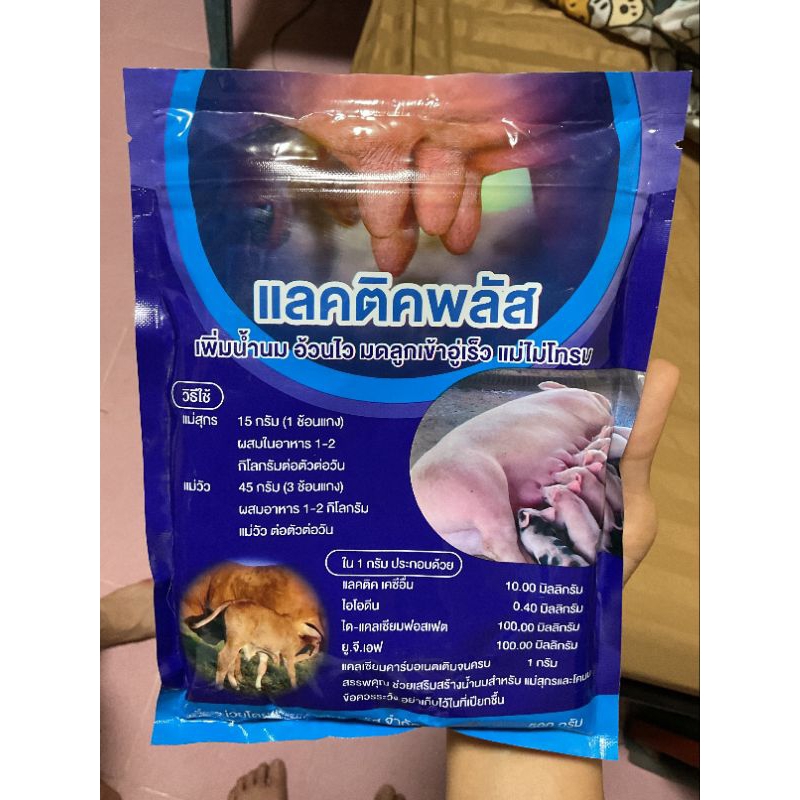 แลคติคพลัส
เพิ่มน้ำนม อ้วนไว มดลูกเข้าอู่เร็ว แม่ไม่โทรม
วิธีใช้
แม่สุกร 15 กรัม (1 ช้อนแกง)
ผสมในอาหาร 1-2
กิโลกรัมต่อตัวต่อวัน
แม่วัว 45 กรัม (3 ช้อนแกง)
ผสมอาหาร 1-2 กิโลกรัม
แม่วัว ต่อตัวต่อวัน
ใน 1 กรัม ประกอบด้วย
แลคติค เคซีอิ้น 10.00 มิลลิกรัม
ไอโอดีน 0.40 มิลลิกรัม
ได-แคลเซียมฟอสเฟต 100.00 มิลลิกรัม
ยู.จี.เอฟ 100.00 มิลลิกรัม
แคลเซียมคาร์บอเนตเติมจนครบ 1 กรัม
สรรพคุณ ช่วยเสริมสร้างน้ำนมสำหรับ แม่สุกรและโคนม
ข้อควรระวัง อย่าเก็บไว้ในที่เปียกชื้น
กรัม